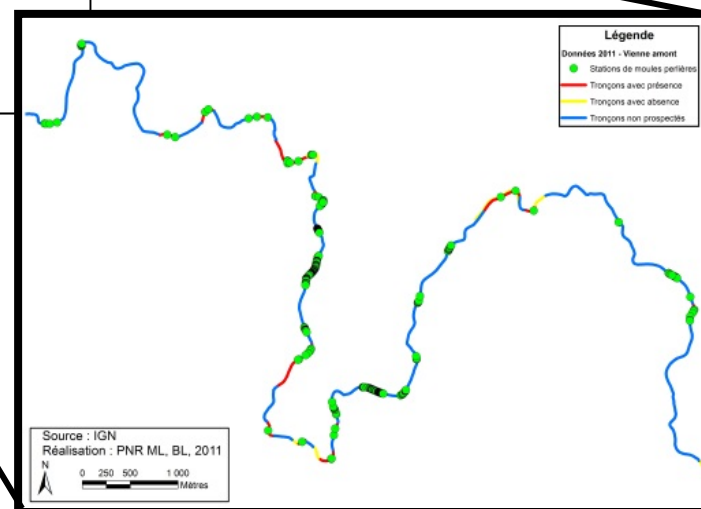 Légende
Données 2011 - Vienne amont
Stations de moules perlières
Tronçons avec présence
Tronçons avec absence
Tronçons non prospectés
Source : IGN
Réalisation : PNR ML, BL, 2011
N
0 250 500 1 000
Mètres